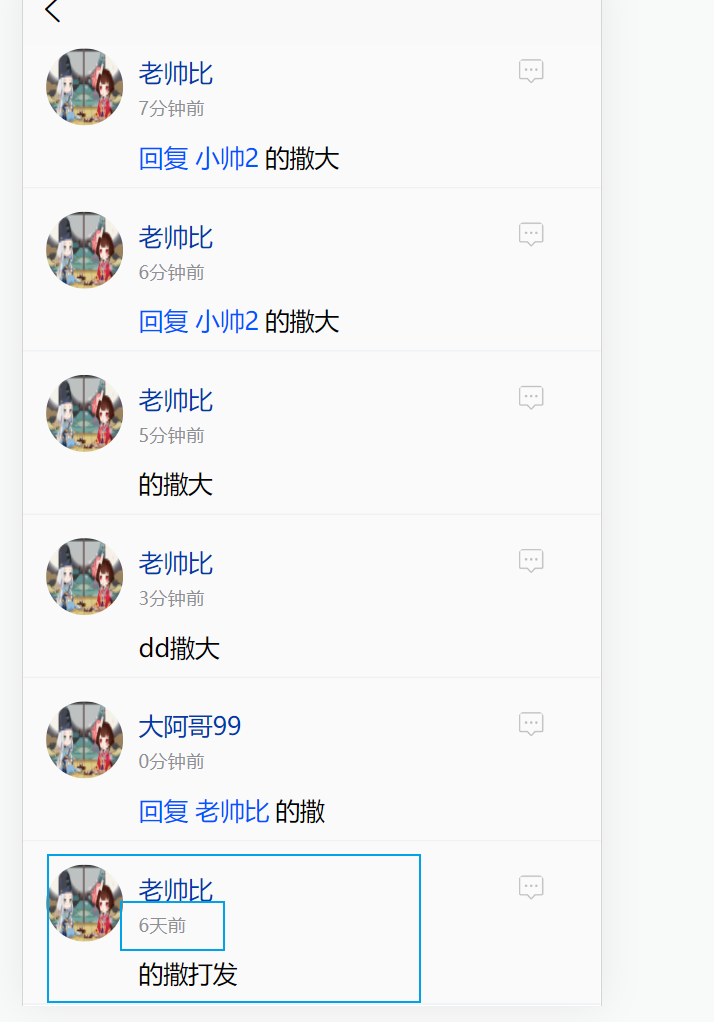 老帅比
7分钟前
回复 小帅2 的撒大
老帅比
6分钟前
回复 小帅2 的撒大
老帅比
5分钟前
的撒大
老帅比
3分钟前
dd撒大
大阿哥99
0分钟前
回复 老帅比 的撒
老帅比
6天前
的撒打发